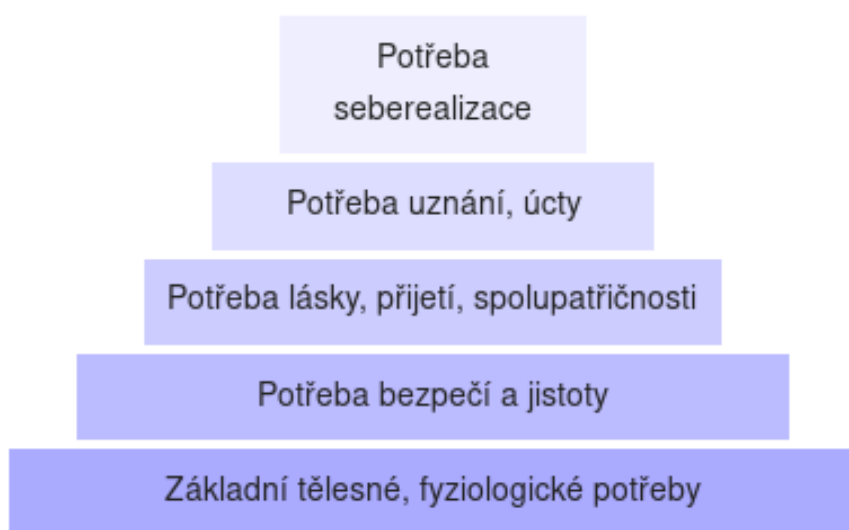 Potřeba
seberealizace
Potřeba uznání, úcty
Potřeba lásky, přijetí, spolupatřičnosti
Potřeba bezpečí a jistoty
Základní tělesné, fyziologické potřeby